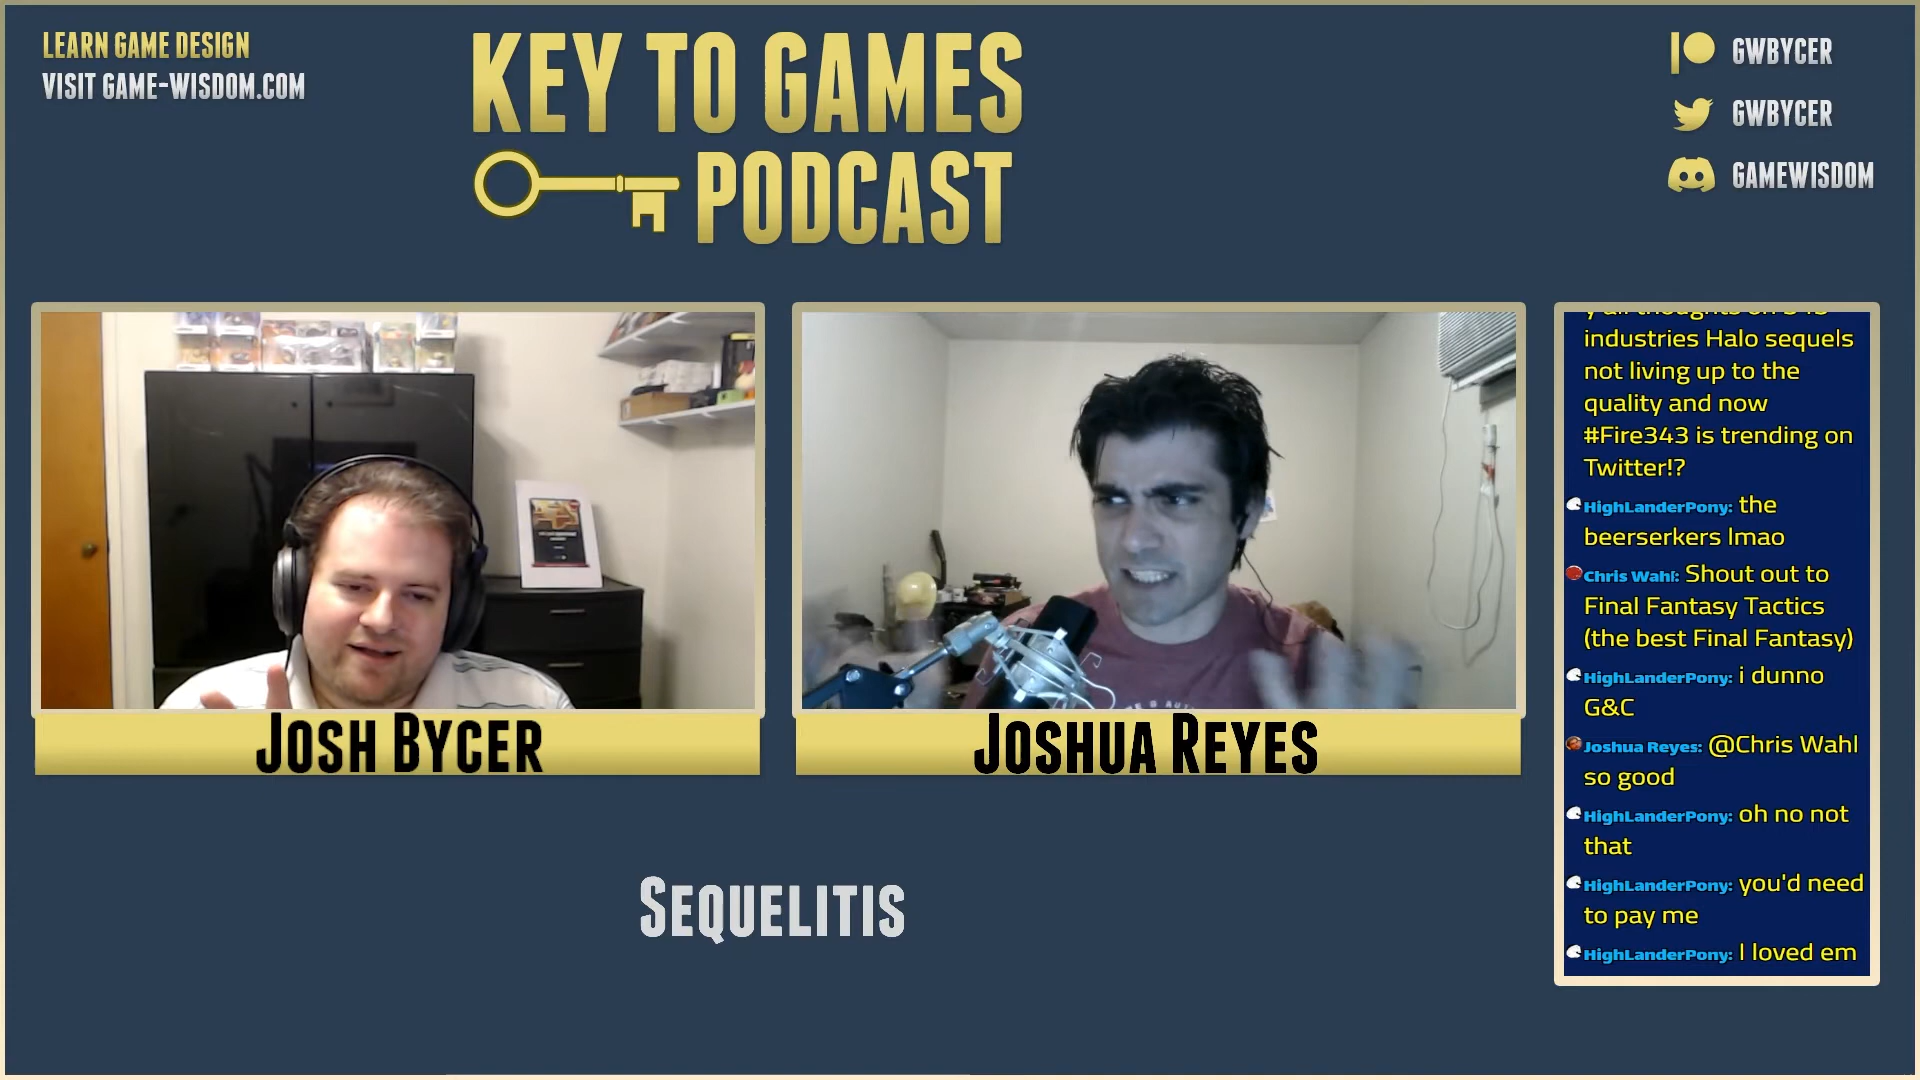 LEARN GAME DESIGN
VISIT GAME-WISDOM.COM
KEY TO GAMES
PODCAST
GWBYCER
GWBYCER
GAMEWISDOM
JOSH BYCER
JOSHUA REYES
SEQUELITIS
industries Halo sequels
not living up to the
quality and now
#Fire343 is trending on
Twitter!?
HighLanderPony: the
beerserkers lmao
Chris Wahl: Shout out to
Final Fantasy Tactics
(the best Final Fantasy)
HighLanderPony: i dunno
G&C
Joshua Reyes: @Chris Wahl
so good
HighLanderPony: oh no not
that
HighLanderPony: you'd need
to pay me
HighLanderPony: I loved em